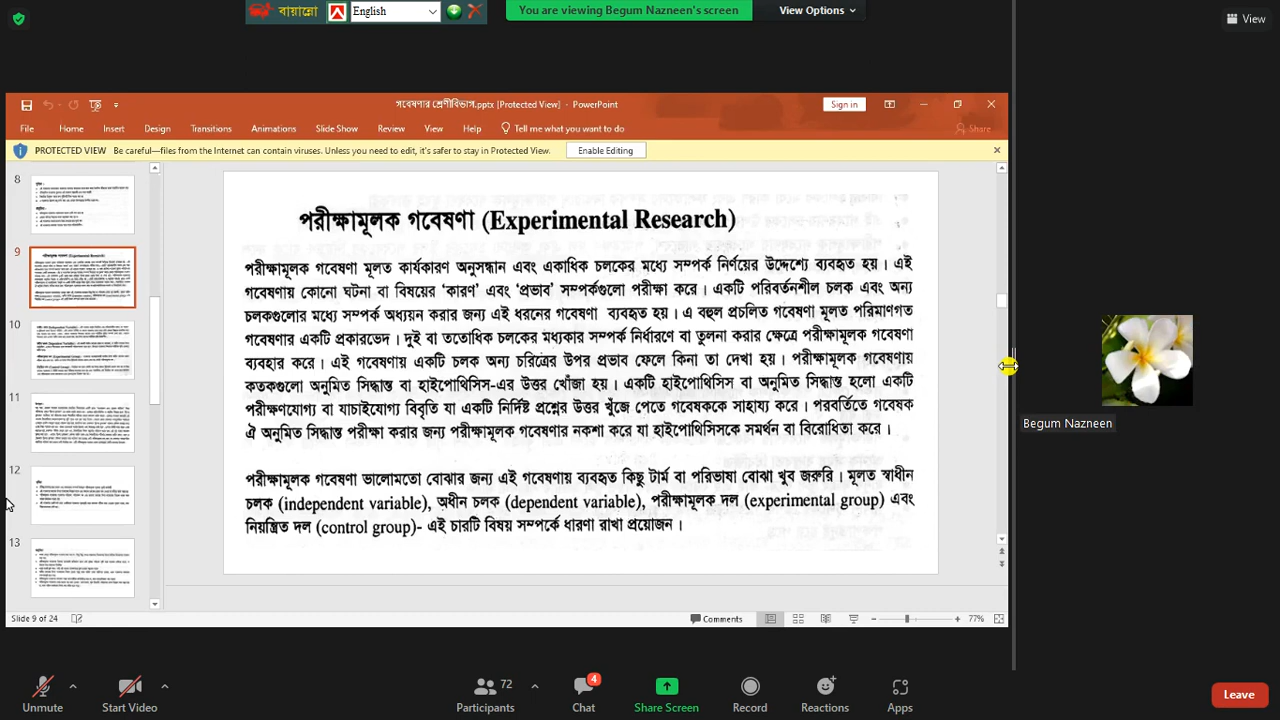 বায়ান্নো
English
You are viewing Begum Nazneen's screen
View Options
View
গবেষণার শ্রেণীবিভাগ.pptx [Protected View] - PowerPoint
Sign in
File Home Insert Design Transitions Animations Slide Show Review View Help Tell me what you want to do
Share
PROTECTED VIEW Be careful—files from the Internet can contain viruses. Unless you need to edit, it's safer to stay in Protected View.
Enable Editing
8
9
10
11
12
13
পরীক্ষামূলক গবেষণা (Experimental Research)
পরীক্ষামূলক গবেষণা মূলত কার্যকারণ অনুসন্ধান এবং একাধিক চলকের মধ্যে সম্পর্ক নির্ণয়ের উদ্দেশ্যে ব্যবহৃত হয়। এই
গবেষণায় কোনো ঘটনা বা বিষয়ের ‘কারণ’ এবং ‘প্রভাব’ সম্পর্কগুলো পরীক্ষা করে। একটি পরিবর্তনশীল চলক এবং অন্য
চলকগুলোর মধ্যে সম্পর্ক অধ্যয়ন করার জন্য এই ধরনের গবেষণা ব্যবহৃত হয়। এ বহুল প্রচলিত গবেষণা মূলত পরিমাণগত
গবেষণার একটি প্রকারভেদ। দুই বা ততোধিক চলকের মধ্যে সম্পর্ক নির্ধারণে বা তুলনা করার ক্ষেত্রে পরীক্ষামূলক গবেষণা
ব্যবহার করে। এই গবেষণায় একটি চলক অন্য চলকের উপর প্রভাব ফেলে কিনা তা দেখা হয়। পরীক্ষামূলক গবেষণায়
কতকগুলো অনুমিত সিদ্ধান্ত বা হাইপোথিসিস-এর উত্তর খোঁজা হয়। একটি হাইপোথিসিস বা অনুমিত সিদ্ধান্ত হলো একটি
পরীক্ষণযোগ্য বা যাচাইযোগ্য বিবৃতি যা একটি নির্দিষ্ট প্রশ্নের উত্তর খুঁজে পেতে গবেষককে সাহায্য করে। পরবর্তিতে গবেষক
ঐ অনুমিত সিদ্ধান্ত পরীক্ষা করার জন্য পরীক্ষামূলক গবেষণার নকশা করে যা হাইপোথিসিসকে সমর্থন বা বিরোধিতা করে।
পরীক্ষামূলক গবেষণা ভালোমতো বোঝার জন্য এই গবেষণায় ব্যবহৃত কিছু টার্ম বা পরিভাষা বোঝা খুব জরুরি। মূলত স্বাধীন
চলক (independent variable), অধীন চলক (dependent variable), পরীক্ষামূলক দল (experimental group) এবং
নিয়ন্ত্রিত দল (control group)- এই চারটি বিষয় সম্পর্কে ধারণা রাখা প্রয়োজন।
Begum Nazneen
Slide 9 of 24
Comments
77%
Unmute
Start Video
72
Participants
4
Chat
Share Screen
Record
Reactions
Apps
Leave